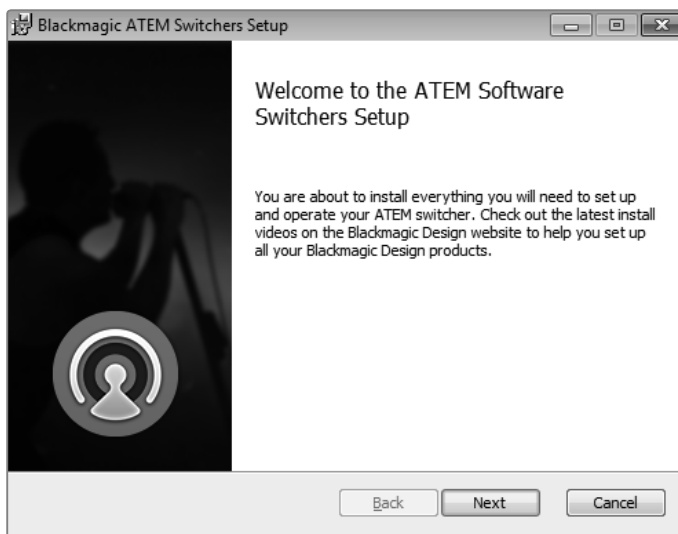 Blackmagic ATEM Switchers Setup
Welcome to the ATEM Software
Switchers Setup
You are about to install everything you will need to set up
and operate your ATEM switcher. Check out the latest install
videos on the Blackmagic Design website to help you set up
all your Blackmagic Design products.
Back
Next
Cancel